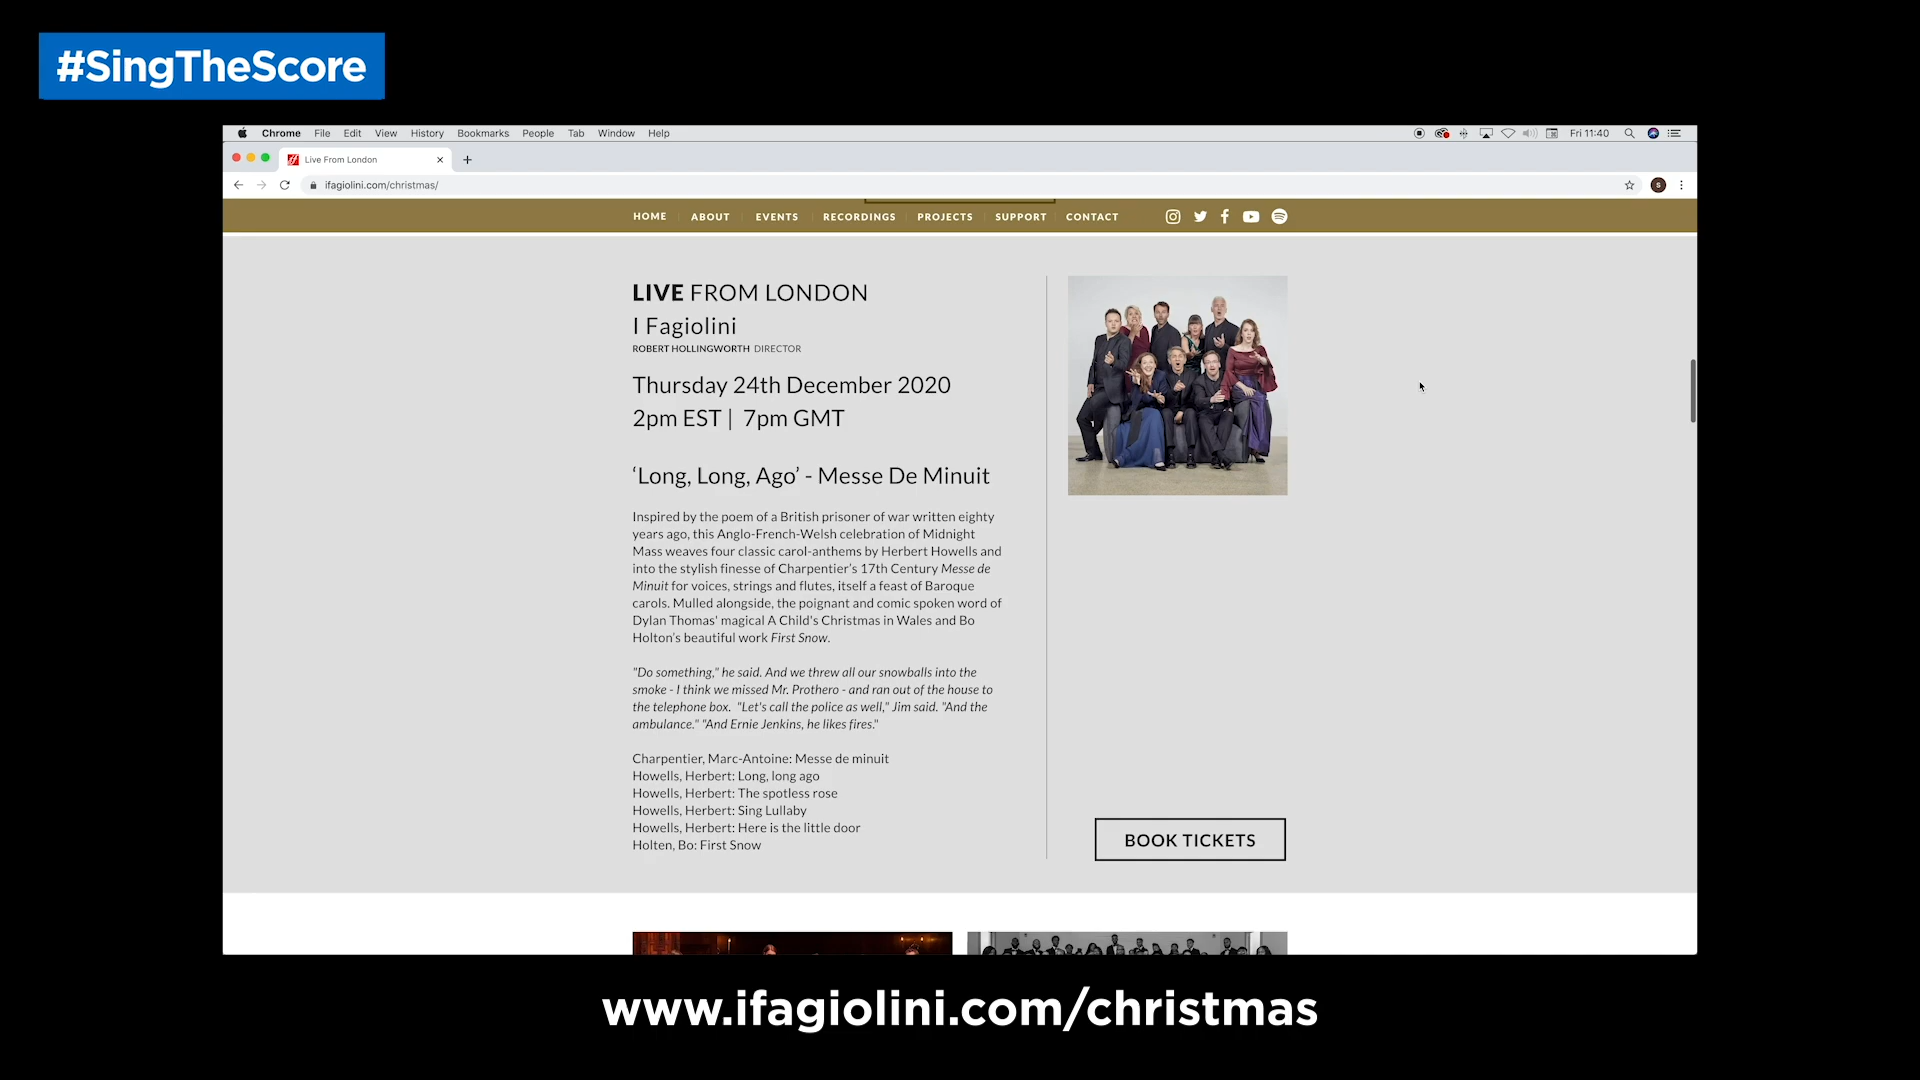 #SingTheScore
Chrome File Edit View History Bookmarks People Tab Window Help
Fri 11:40
Live From London
ifagiolini.com/christmas/
S
HOME ABOUT EVENTS RECORDINGS PROJECTS SUPPORT CONTACT
LIVE FROM LONDON
I Fagiolini
ROBERT HOLLINGWORTH DIRECTOR
Thursday 24th December 2020
2pm EST | 7pm GMT
‘Long, Long, Ago’ - Messe De Minuit
Inspired by the poem of a British prisoner of war written eighty
years ago, this Anglo-French-Welsh celebration of Midnight
Mass weaves four classic carol-anthems by Herbert Howells and
into the stylish finesse of Charpentier’s 17th Century Messe de
Minuit for voices, strings and flutes, itself a feast of Baroque
carols. Mulled alongside, the poignant and comic spoken word of
Dylan Thomas' magical A Child's Christmas in Wales and Bo
Holton’s beautiful work First Snow.
"Do something," he said. And we threw all our snowballs into the
smoke - I think we missed Mr. Prothero - and ran out of the house to
the telephone box. "Let's call the police as well," Jim said. "And the
ambulance." "And Ernie Jenkins, he likes fires."
Charpentier, Marc-Antoine: Messe de minuit
Howells, Herbert: Long, long ago
Howells, Herbert: The spotless rose
Howells, Herbert: Sing Lullaby
Howells, Herbert: Here is the little door
Holten, Bo: First Snow
BOOK TICKETS
www.ifagiolini.com/christmas